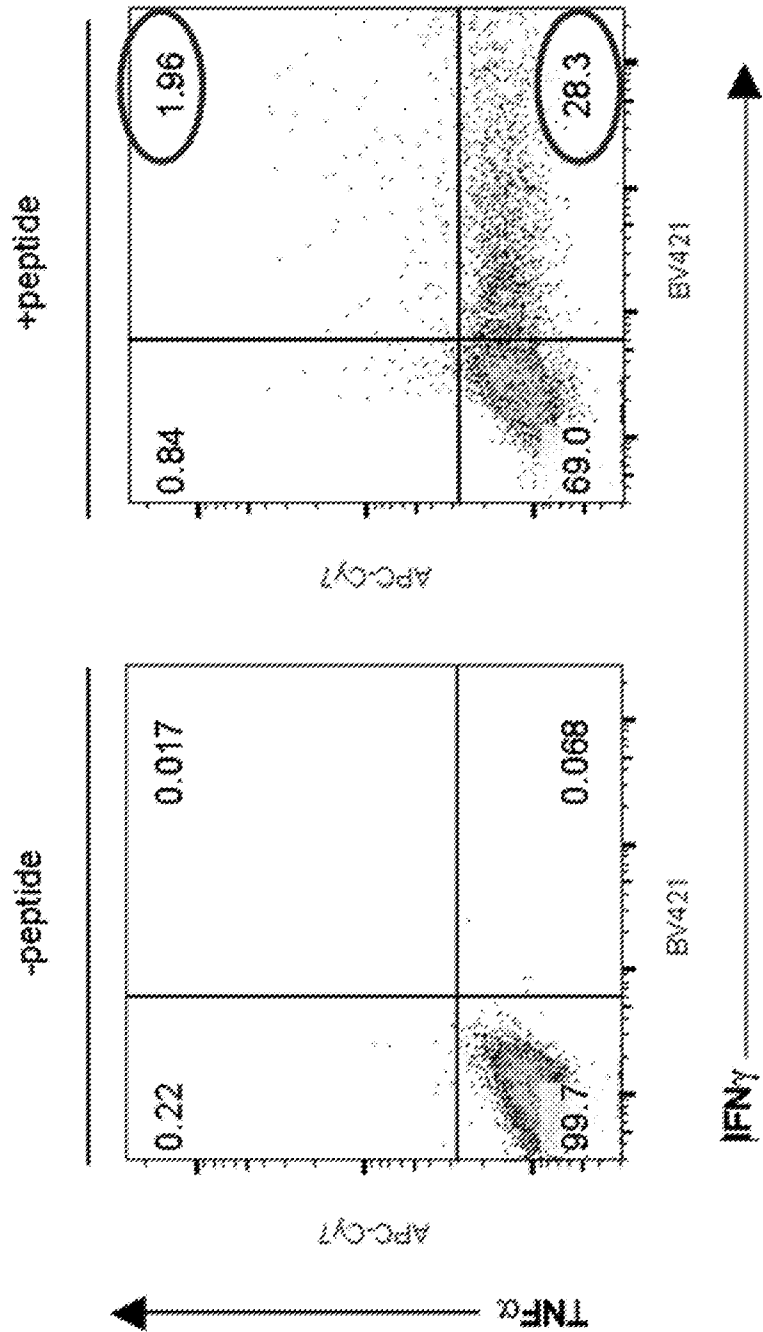 -peptide
+peptide
0.22
0.017
0.84
1.96
99.7
0.068
69.0
28.3
APC-Cy7
APC-Cy7
BV421
BV421
TNFα
IFNγ